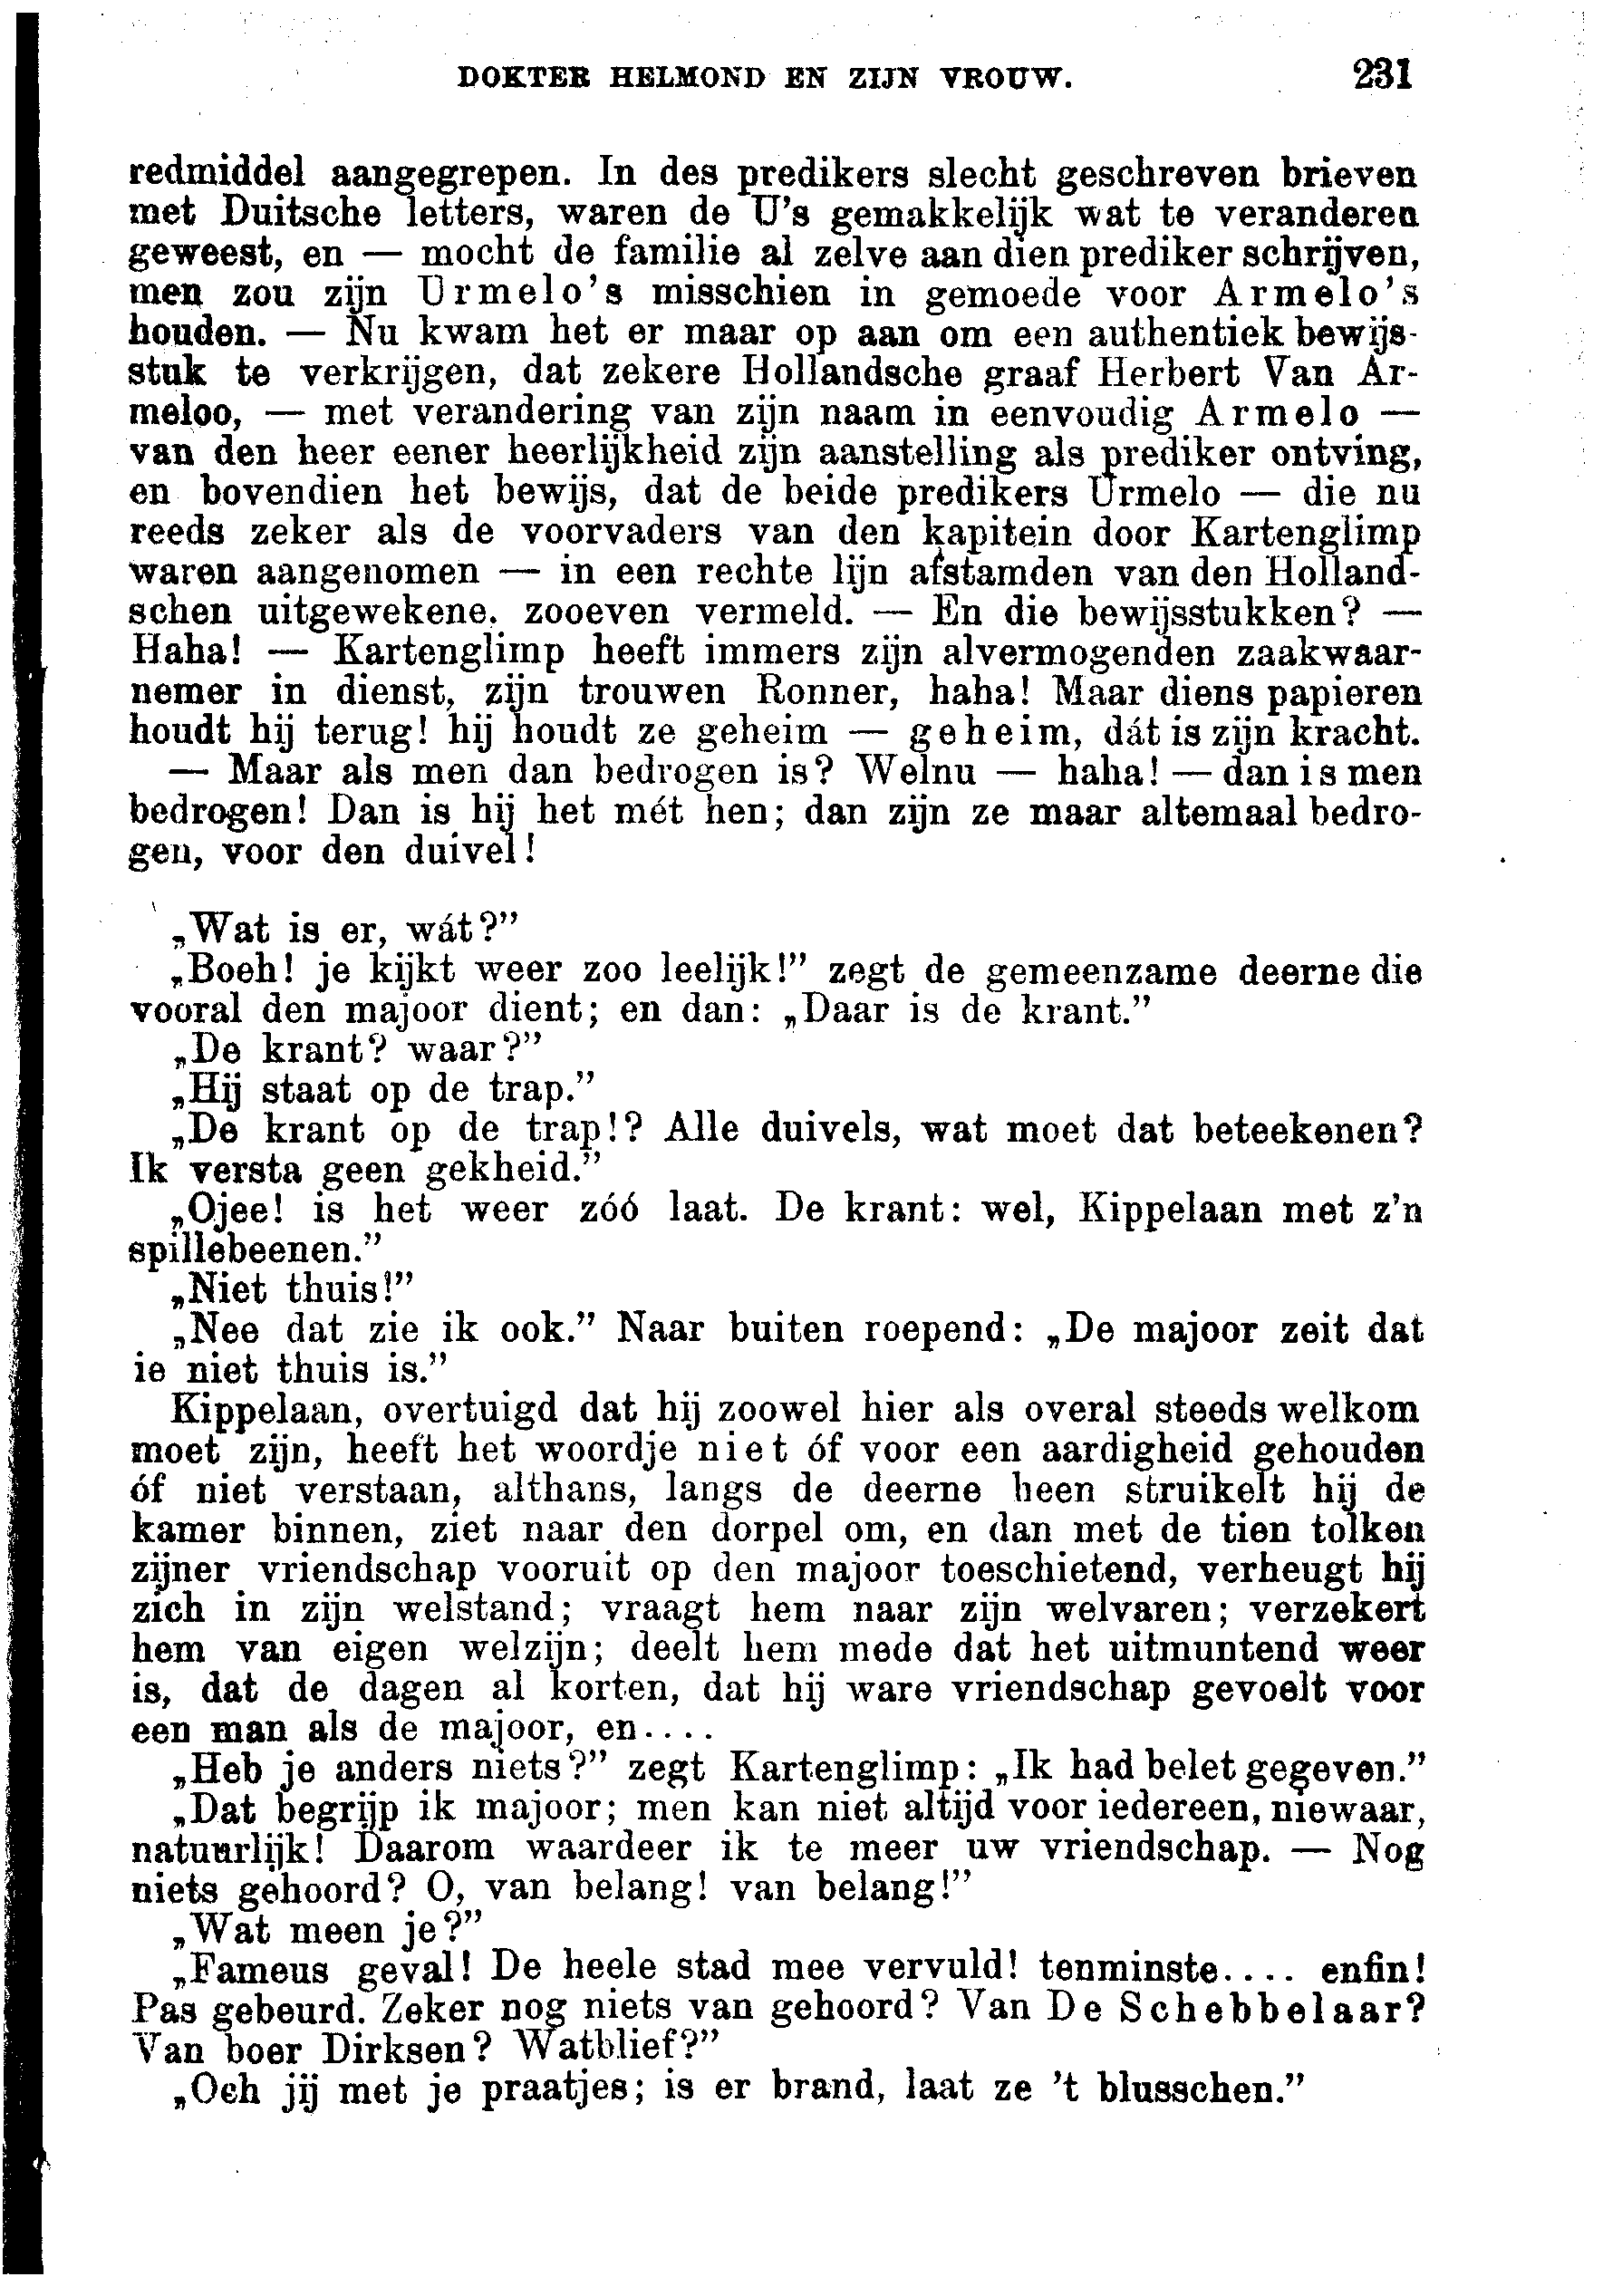 DOKTER HELMOND EN ZIJN VROUW. 231
redmiddel aangegrepen. In des predikers slecht geschreven brieven
met Duitsche letters, waren de U's gemakkelijk wat te veranderen
geweest, en — mocht de familie al zelve aan dien prediker schrijven,
men zou zijn Urmelo's misschien in gemoede voor Armelo's
houden. — Nu kwam het er maar op aan om een authentiek bewijs-
stuk te verkrijgen, dat zekere Hollandsche graaf Herbert Van Ar-
meloo, — met verandering van zijn naam in eenvoudig Armelo —
van den heer eener heerlijkheid zijn aanstelling als prediker ontving,
en bovendien het bewijs, dat de beide predikers Urmelo — die nu
reeds zeker als de voorvaders van den kapitein door Kartenglimp
waren aangenomen — in een rechte lijn afstamden van den Holland-
schen uitgewekene, zooeven vermeld. — En die bewijsstukken? —
Haha! — Kartenglimp heeft immers zijn alvermogenden zaakwaar-
nemer in dienst, zijn trouwen Ronner, haha! Maar diens papieren
houdt hij terug! hij houdt ze geheim — geheim, dát is zijn kracht.
— Maar als men dan bedrogen is? Welnu — haha! — dan is men
bedrogen! Dan is hij het mét hen; dan zijn ze maar altemaal bedro-
gen, voor den duivel!
„Wat is er, wát?”
„Boeh! je kijkt weer zoo leelijk!” zegt de gemeenzame deerne die
vooral den majoor dient; en dan: „Daar is de krant.”
„De krant? waar?”
„Hij staat op de trap.”
„De krant op de trap!? Alle duivels, wat moet dat beteekenen?
Ik versta geen gekheid.”
„Ojee! is het weer zóó laat. De krant: wel, Kippelaan met z'n
spillebeenen.”
„Niet thuis!”
„Nee dat zie ik ook.” Naar buiten roepend: „De majoor zeit dat
ie niet thuis is.”
Kippelaan, overtuigd dat hij zoowel hier als overal steeds welkom
moet zijn, heeft het woordje niet óf voor een aardigheid gehouden
óf niet verstaan, althans, langs de deerne heen struikelt hij de
kamer binnen, ziet naar den dorpel om, en dan met de tien tolken
zijner vriendschap vooruit op den majoor toeschietend, verheugt hij
zich in zijn welstand; vraagt hem naar zijn welvaren; verzekert
hem van eigen welzijn; deelt hem mede dat het uitmuntend weer
is, dat de dagen al korten, dat hij ware vriendschap gevoelt voor
een man als de majoor, en....
„Heb je anders niets?” zegt Kartenglimp: „Ik had belet gegeven.”
„Dat begrijp ik majoor; men kan niet altijd voor iedereen, niewaar,
natuurlijk! Daarom waardeer ik te meer uw vriendschap. — Nog
niets gehoord? O, van belang! van belang!”
„Wat meen je?”
„Fameus geval! De heele stad mee vervuld! tenminste.... enfin!
Pas gebeurd. Zeker nog niets van gehoord? Van De Schebbelaar?
Van boer Dirksen? Watblief?”
„Och jij met je praatjes; is er brand, laat ze 't blusschen.”